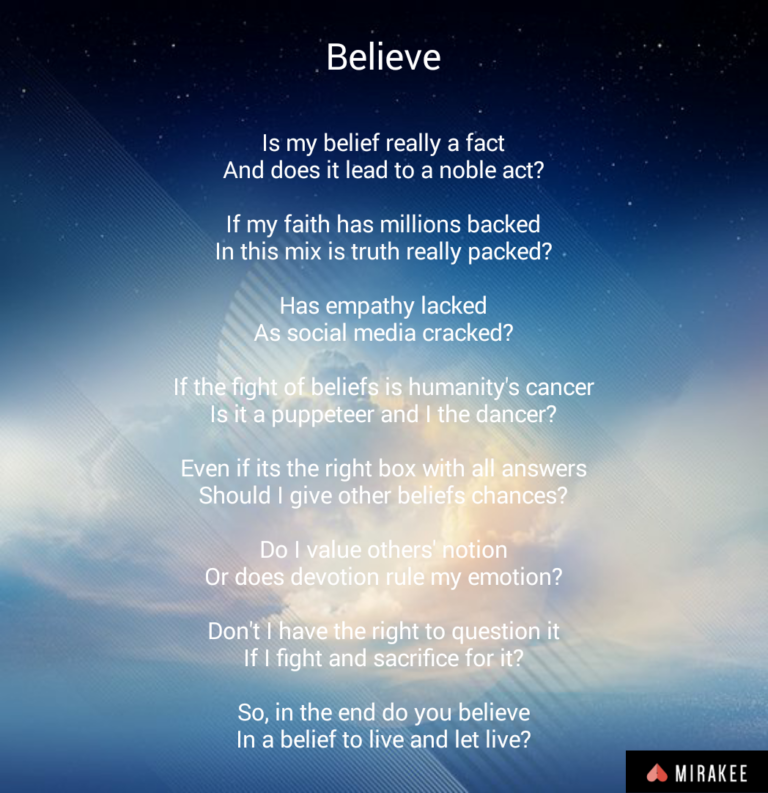 Believe
Is my belief really a fact
And does it lead to a noble act?
If my faith has millions backed
In this mix is truth really packed?
Has empathy lacked
As social media cracked?
If the fight of beliefs is humanity's cancer
Is it a puppeteer and I the dancer?
Even if its the right box with all answers
Should I give other beliefs chances?
Do I value others' notion
Or does devotion rule my emotion?
Don't I have the right to question it
If I fight and sacrifice for it?
So, in the end do you believe
In a belief to live and let live?
MIRAKEE